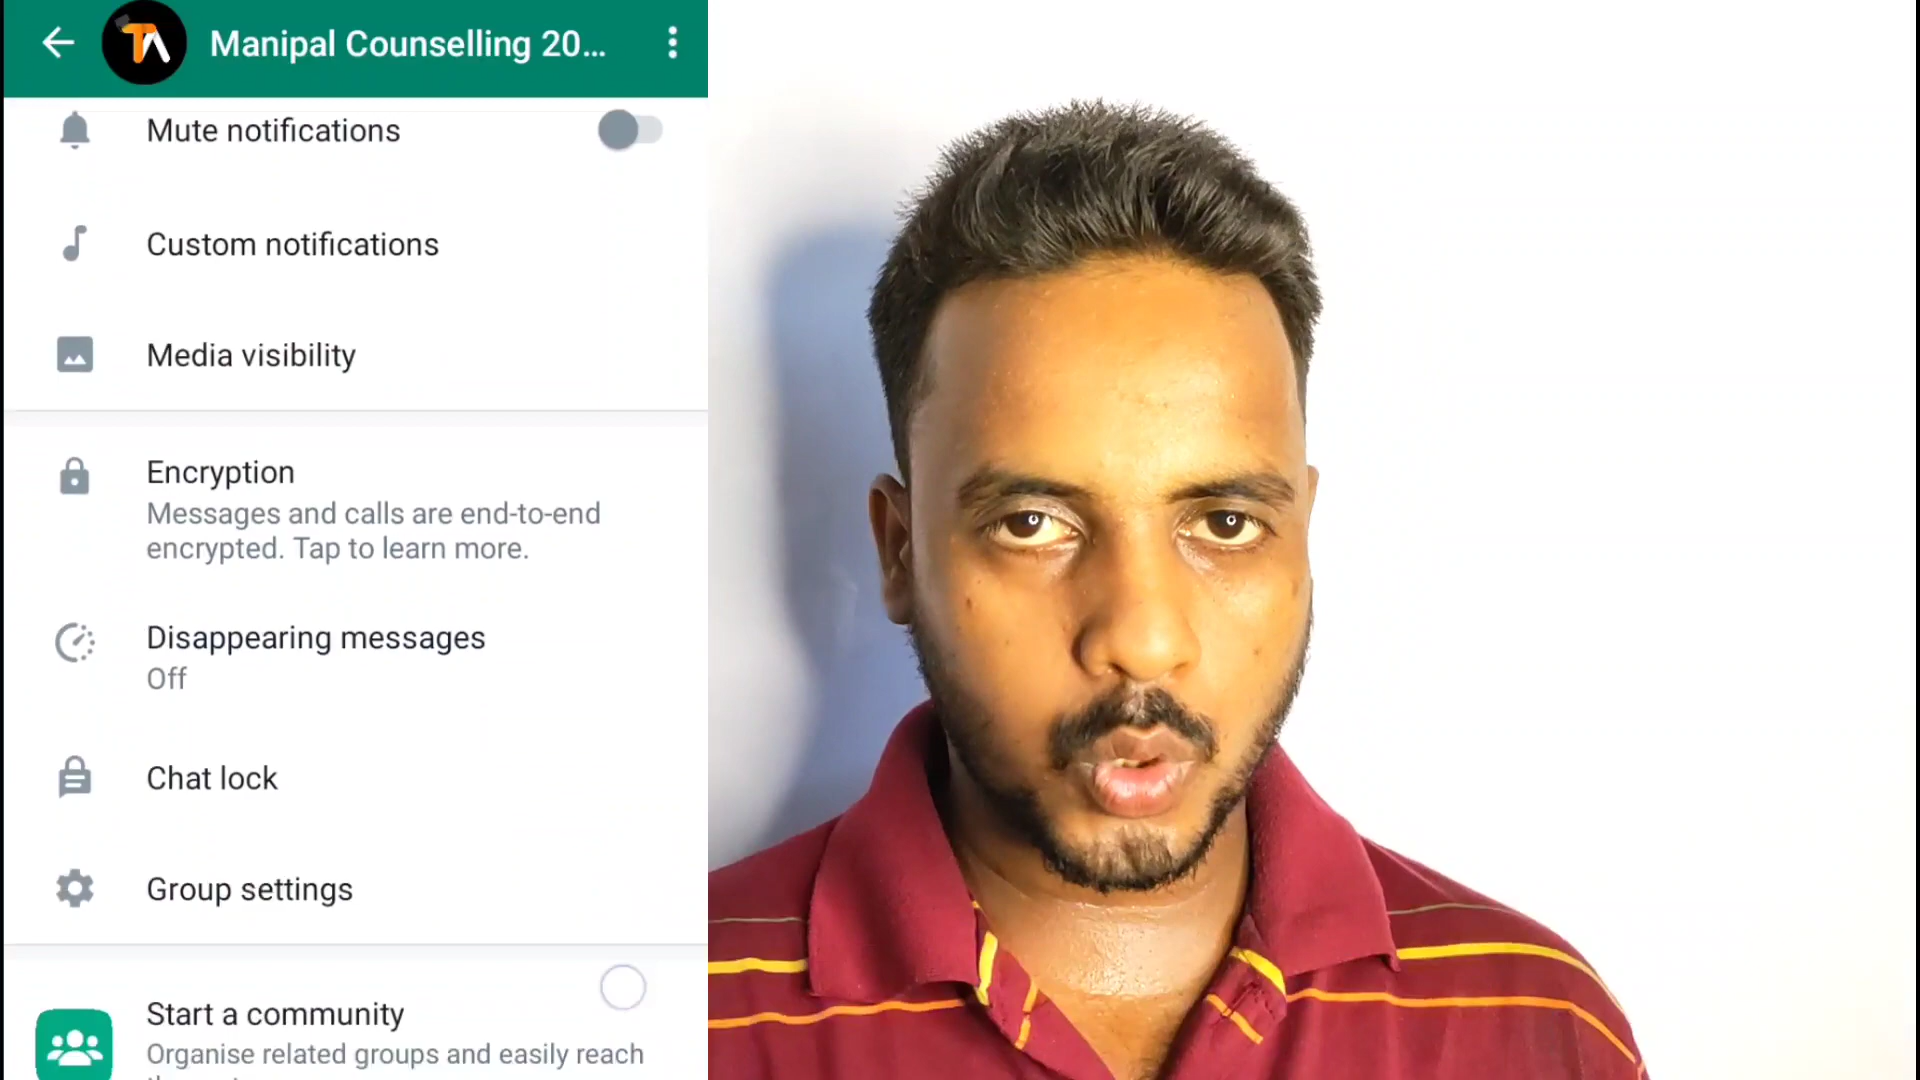 TA
Manipal Counselling 20...
Mute notifications
Custom notifications
Media visibility
Encryption
Messages and calls are end-to-end
encrypted. Tap to learn more.
Disappearing messages
Off
Chat lock
Group settings
Start a community
Organise related groups and easily reach